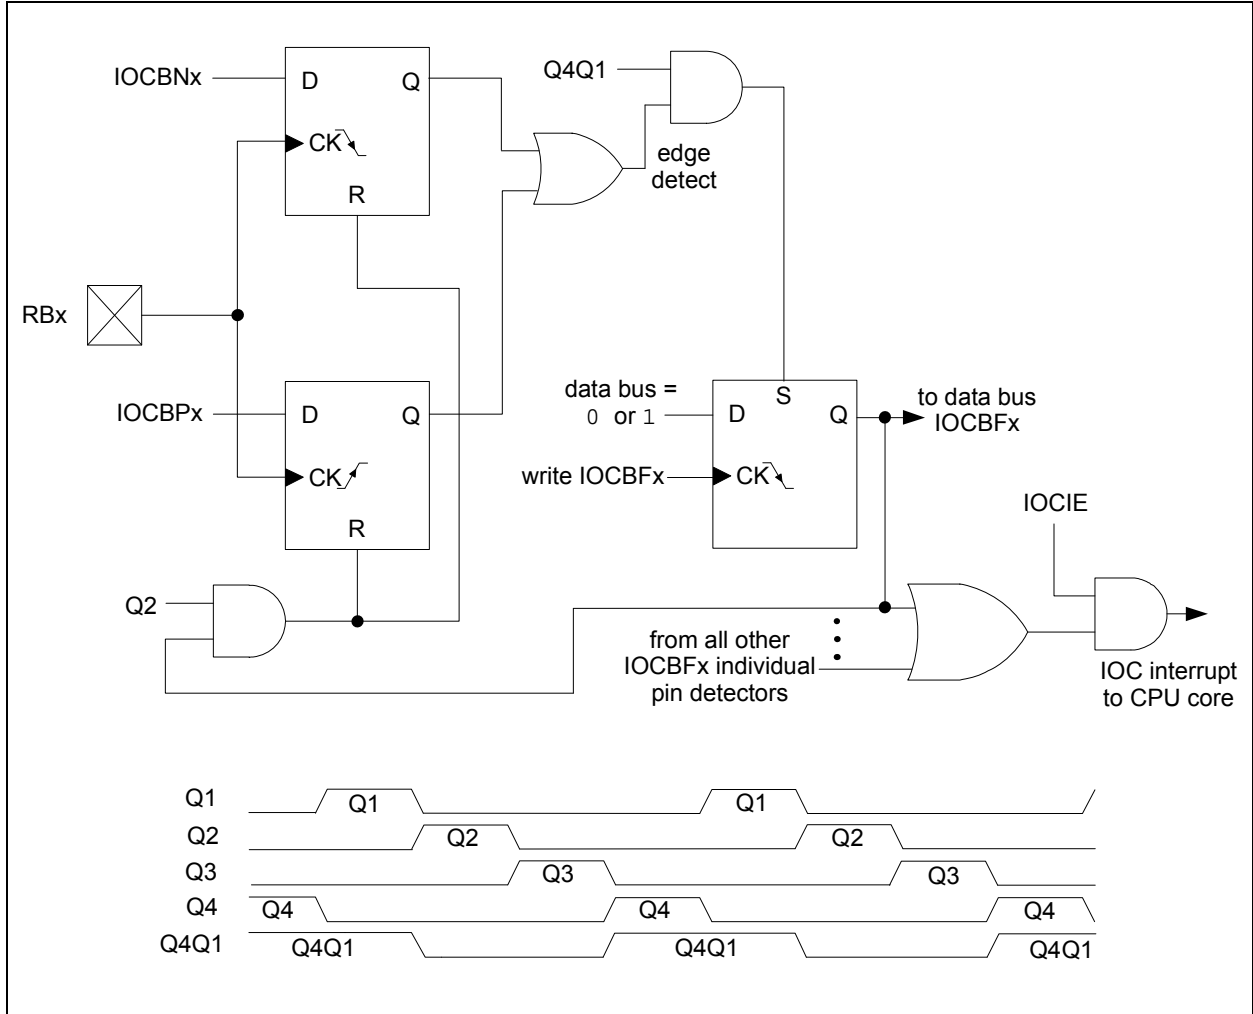 IOCBNx
D
Q
CK
R
Q4Q1
edge
detect
RBx
IOCBPx
D
Q
CK
R
data bus =
0 or 1
S
D
Q
to data bus
IOCBFx
write IOCBFx
CK
IOCIE
Q2
from all other
IOCBFx individual
pin detectors
IOC interrupt
to CPU core
Q1 Q1 Q1
Q2 Q2 Q2
Q3 Q3 Q3
Q4 Q4 Q4 Q4
Q4Q1 Q4Q1 Q4Q1 Q4Q1